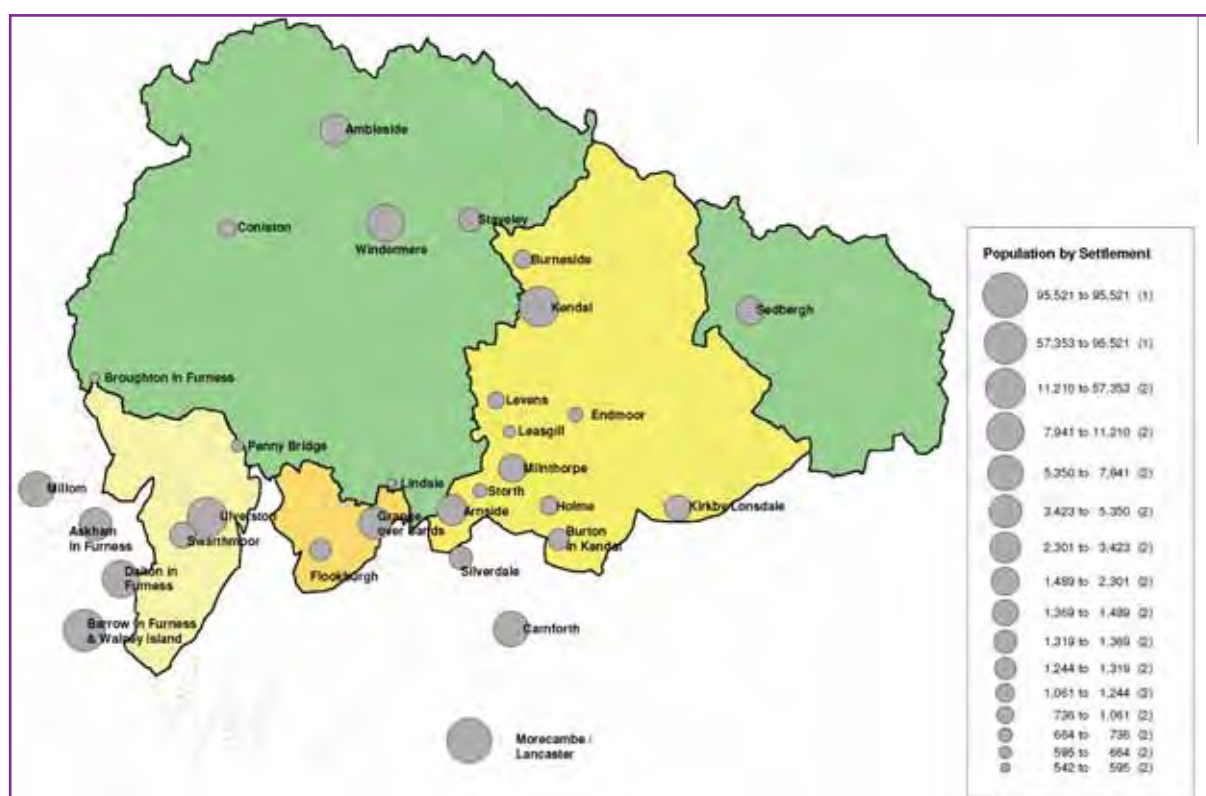 Ambleside
Coniston
Windermere
Staveley
Burneside
Kendal
Sedbergh
Broughton in Furness
Levens
Endmoor
Leasgill
Penny Bridge
Milnthorpe
Lindale
Storth
Millom
Holme
Kirkby Lonsdale
Arnside
Ulverston
Grange
over Sands
Askham
in Furness
Swarthmoor
Burton
in Kendal
Flookburgh
Silverdale
Dalton in
Furness
Barrow in Furness
& Walney Island
Carnforth
Morecambe /
Lancaster
Population by Settlement
95,521 to 95,521 (1)
57,353 to 95,521 (1)
11,210 to 57,353 (2)
7,941 to 11,210 (2)
5,350 to 7,941 (2)
3,423 to 5,350 (2)
2,301 to 3,423 (2)
1,489 to 2,301 (2)
1,369 to 1,489 (2)
1,319 to 1,369 (2)
1,244 to 1,319 (2)
1,061 to 1,244 (2)
736 to 1,061 (2)
664 to 736 (2)
595 to 664 (2)
542 to 595 (2)